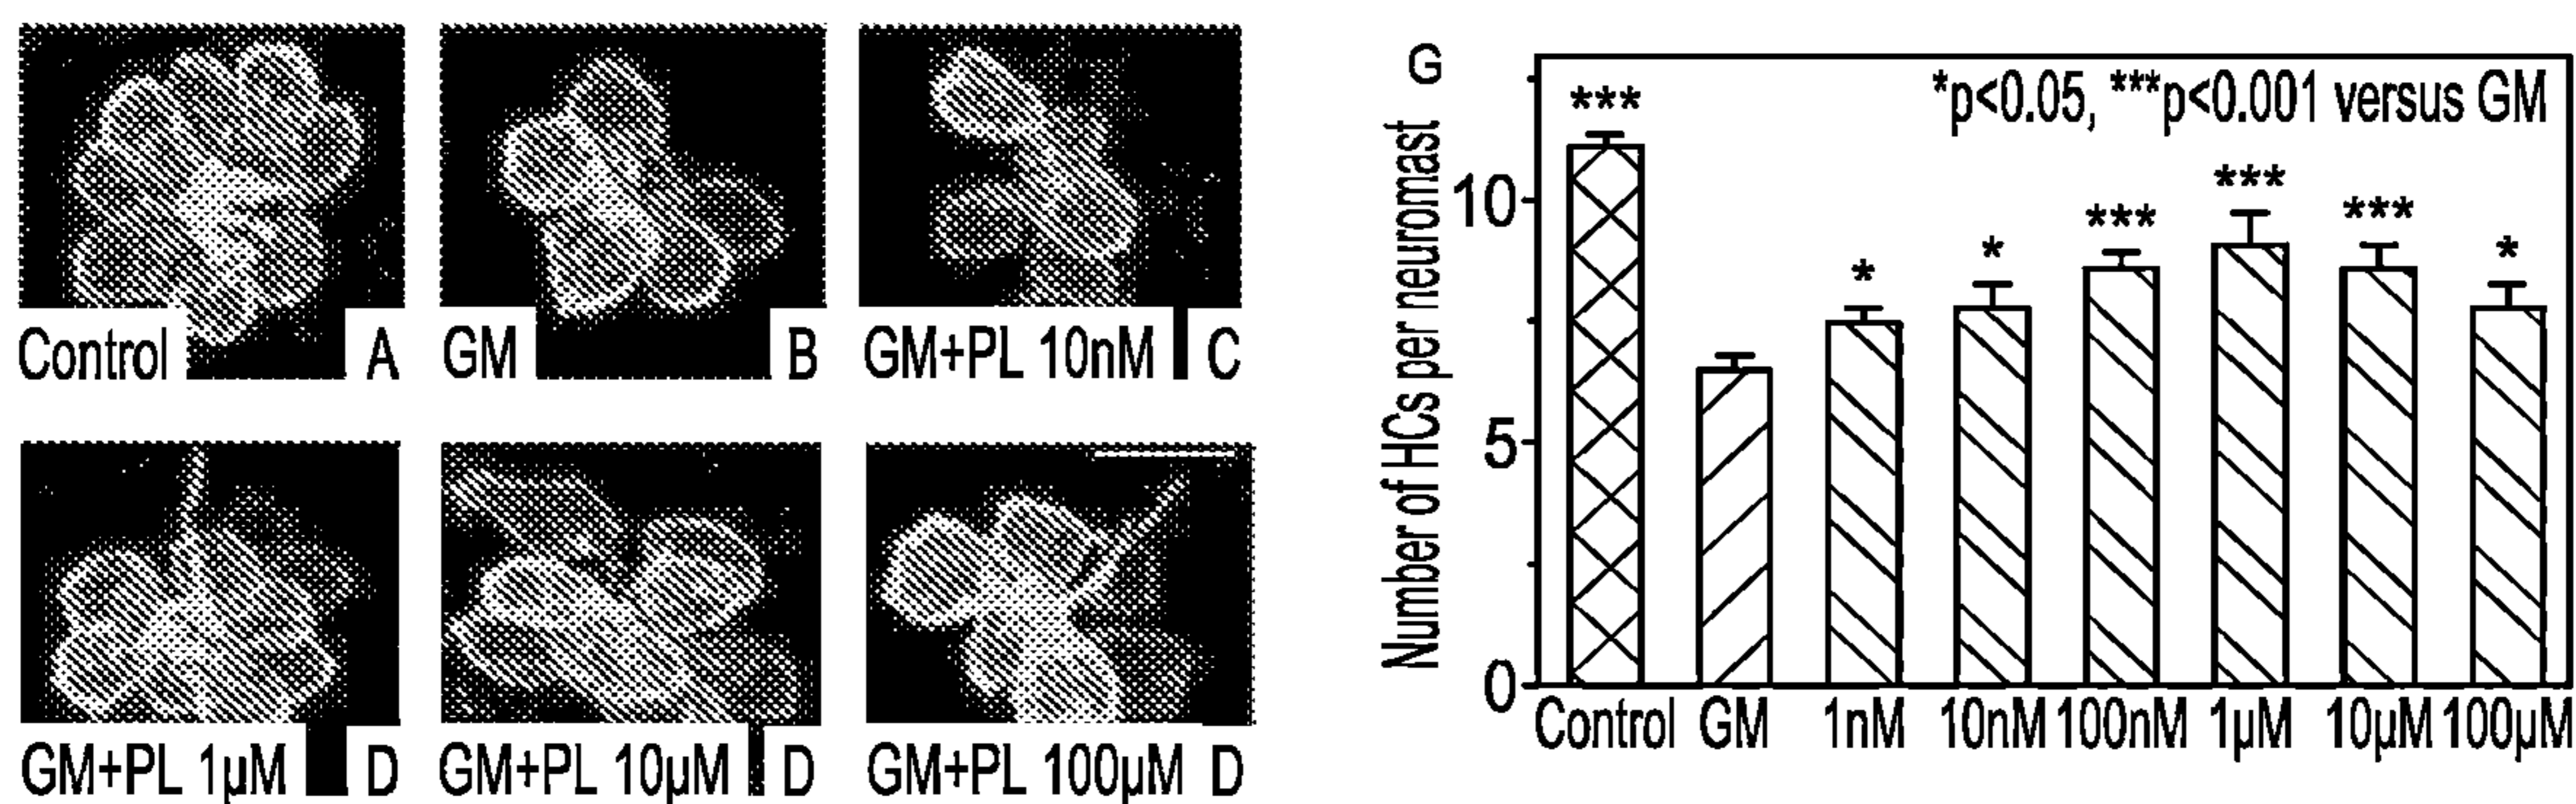 Control A
GM B
GM+PL 10nM C
GM+PL 1µM D
GM+PL 10µM D
GM+PL 100µM D
G
*p<0.05, ***p<0.001 versus GM
Number of HCs per neuromast
10
5
0
***
*
*
***
***
***
*
Control GM 1nM 10nM 100nM 1µM 10µM 100µM